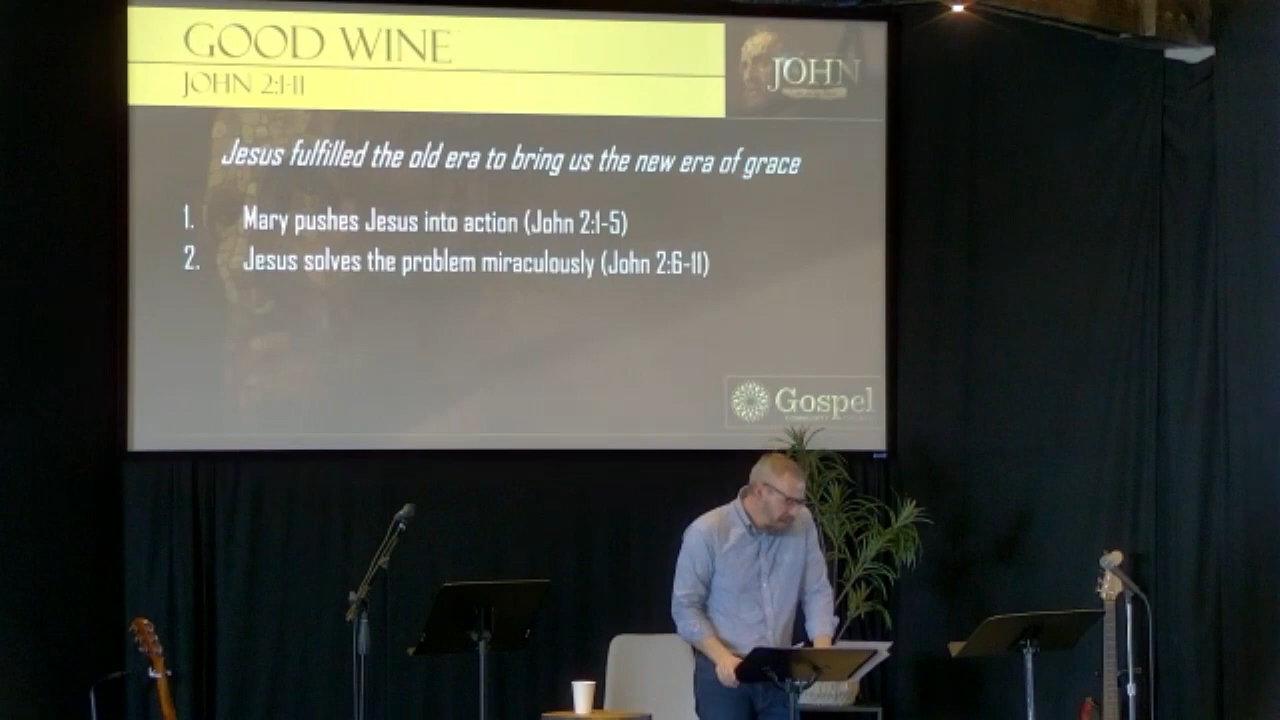 GOOD WINE
JOHN 2:1-11
JOHN
Jesus fulfilled the old era to bring us the new era of grace
1. Mary pushes Jesus into action (John 2:1-5)
2. Jesus solves the problem miraculously (John 2:6-11)
Gospel
COMMUNITY